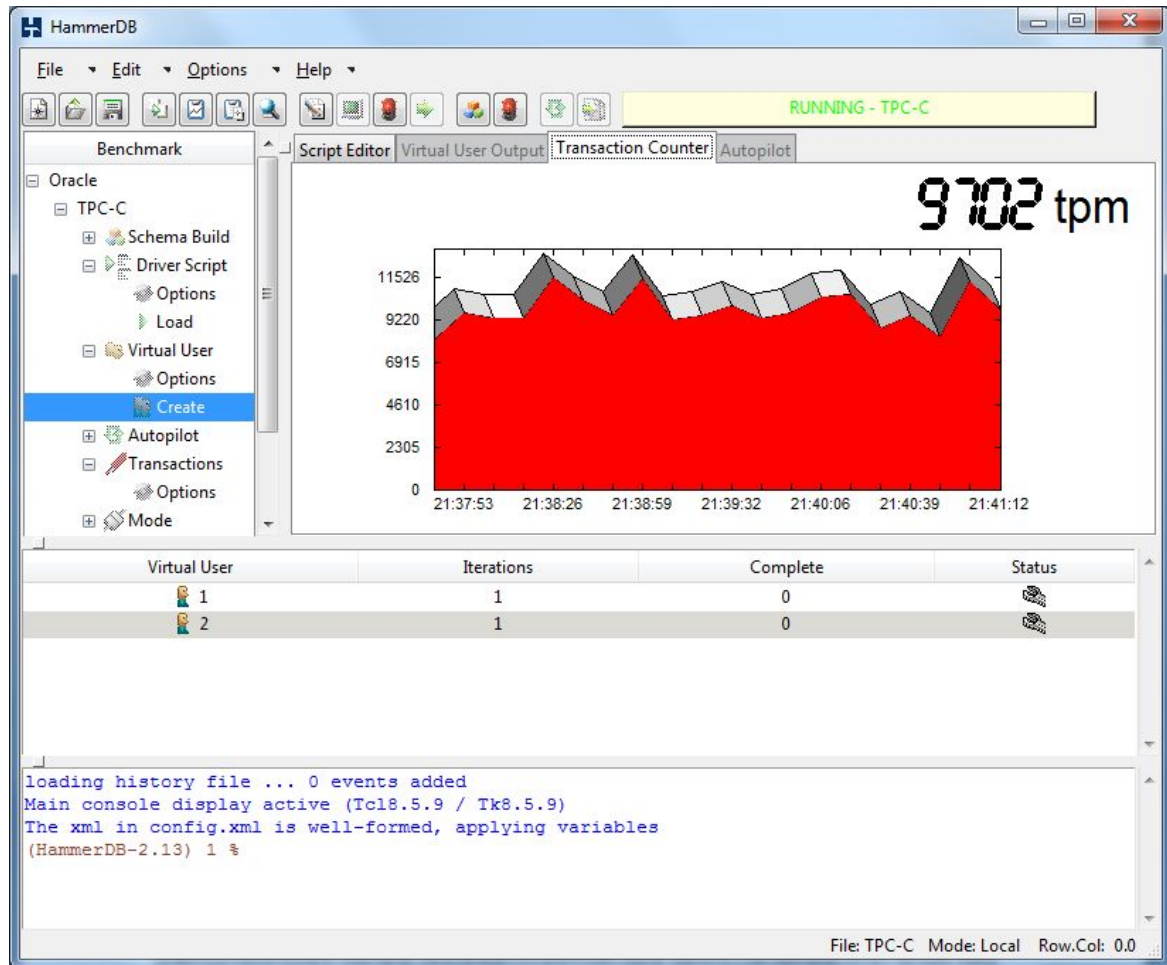 HammerDB
File Edit Options Help
RUNNING - TPC-C
Benchmark
Oracle
TPC-C
Schema Build
Driver Script
Options
Load
Virtual User
Options
Create
Autopilot
Transactions
Options
Mode
Script Editor Virtual User Output Transaction Counter Autopilot
9702 tpm
11526
9220
6915
4610
2305
0
21:37:53 21:38:26 21:38:59 21:39:32 21:40:06 21:40:39 21:41:12
Virtual User Iterations Complete Status
1 1 0
2 1 0
loading history file ... 0 events added
Main console display active (Tcl8.5.9 / Tk8.5.9)
The xml in config.xml is well-formed, applying variables
(HammerDB-2.13) 1 %
File: TPC-C Mode: Local Row.Col: 0.0